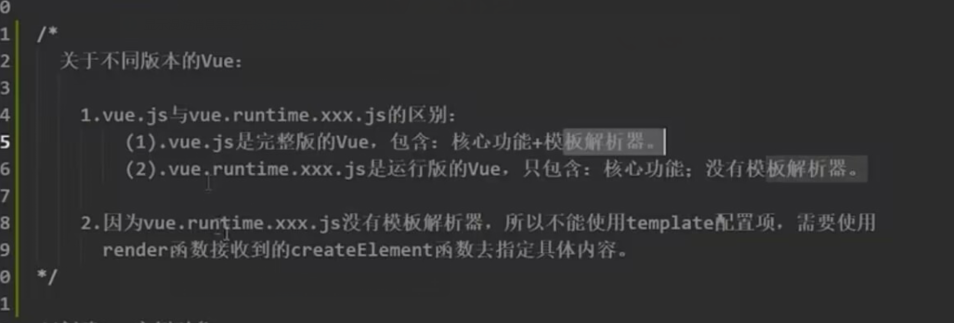 0
1 /*
2 关于不同版本的Vue:
3
4 1.vue.js与vue.runtime.xxx.js的区别:
5 (1).vue.js是完整版的Vue, 包含: 核心功能+模板解析器。
6 (2).vue.runtime.xxx.js是运行版的Vue, 只包含: 核心功能; 没有模板解析器。
7
8 2.因为vue.runtime.xxx.js没有模板解析器, 所以不能使用template配置项, 需要使用
9 render函数接收到的createElement函数去指定具体内容。
0 */
1